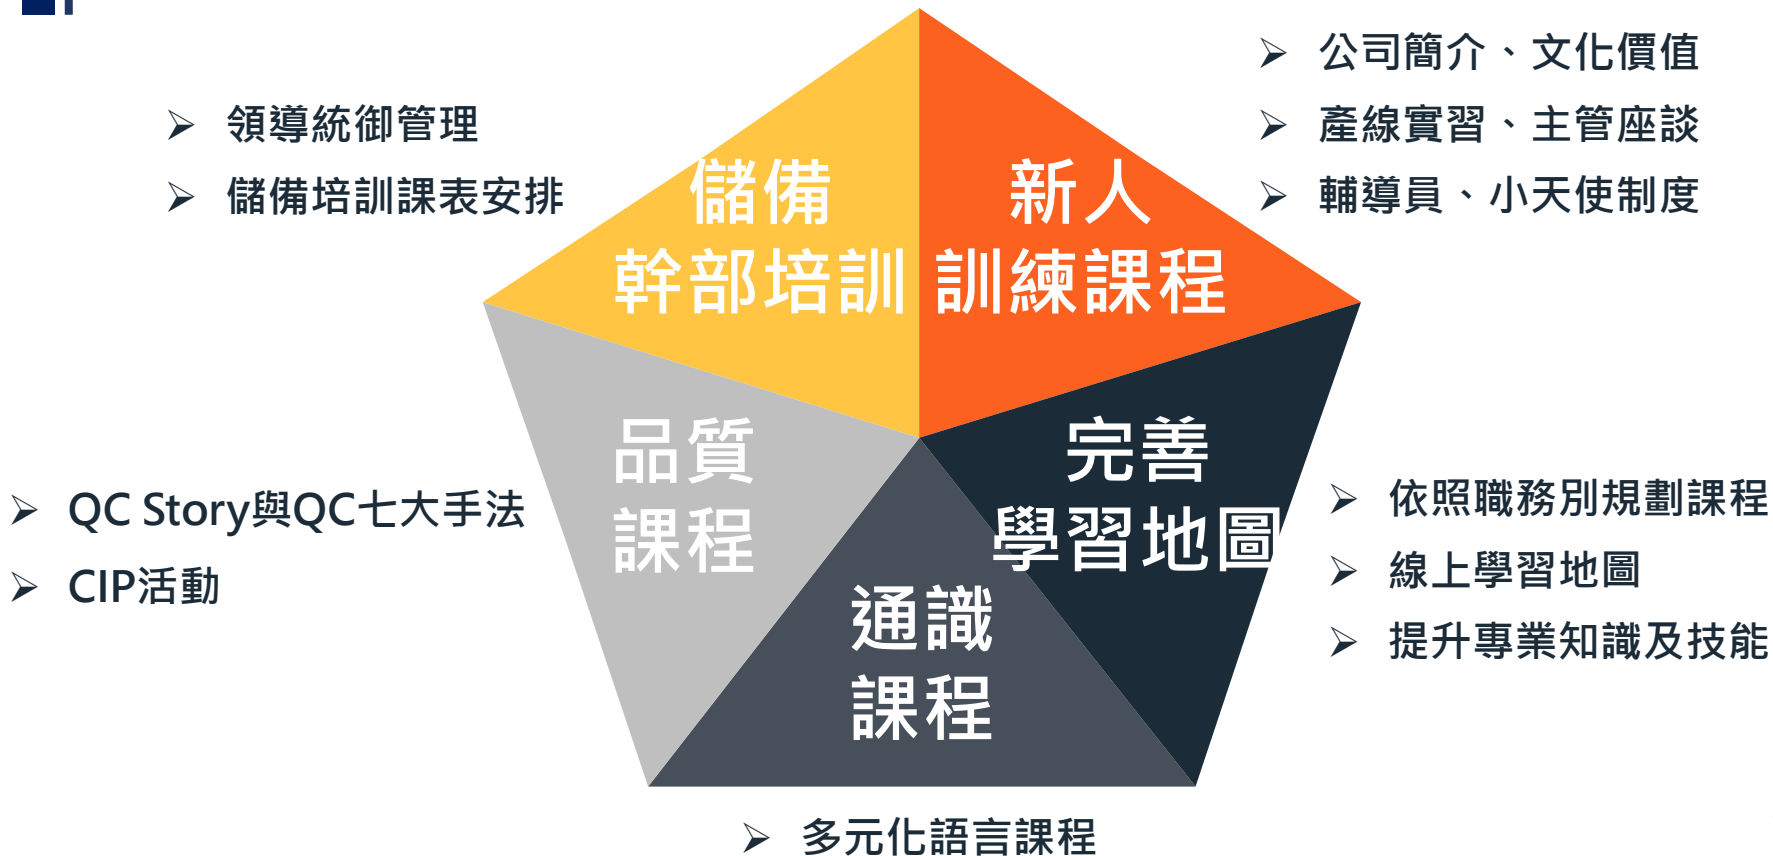 領導統御管理
儲備培訓課表安排
儲備
幹部培訓
新人
訓練課程
公司簡介、文化價值
產線實習、主管座談
輔導員、小天使制度
品質
課程
QC Story與QC七大手法
CIP活動
完善
學習地圖
依照職務別規劃課程
線上學習地圖
提升專業知識及技能
通識
課程
多元化語言課程